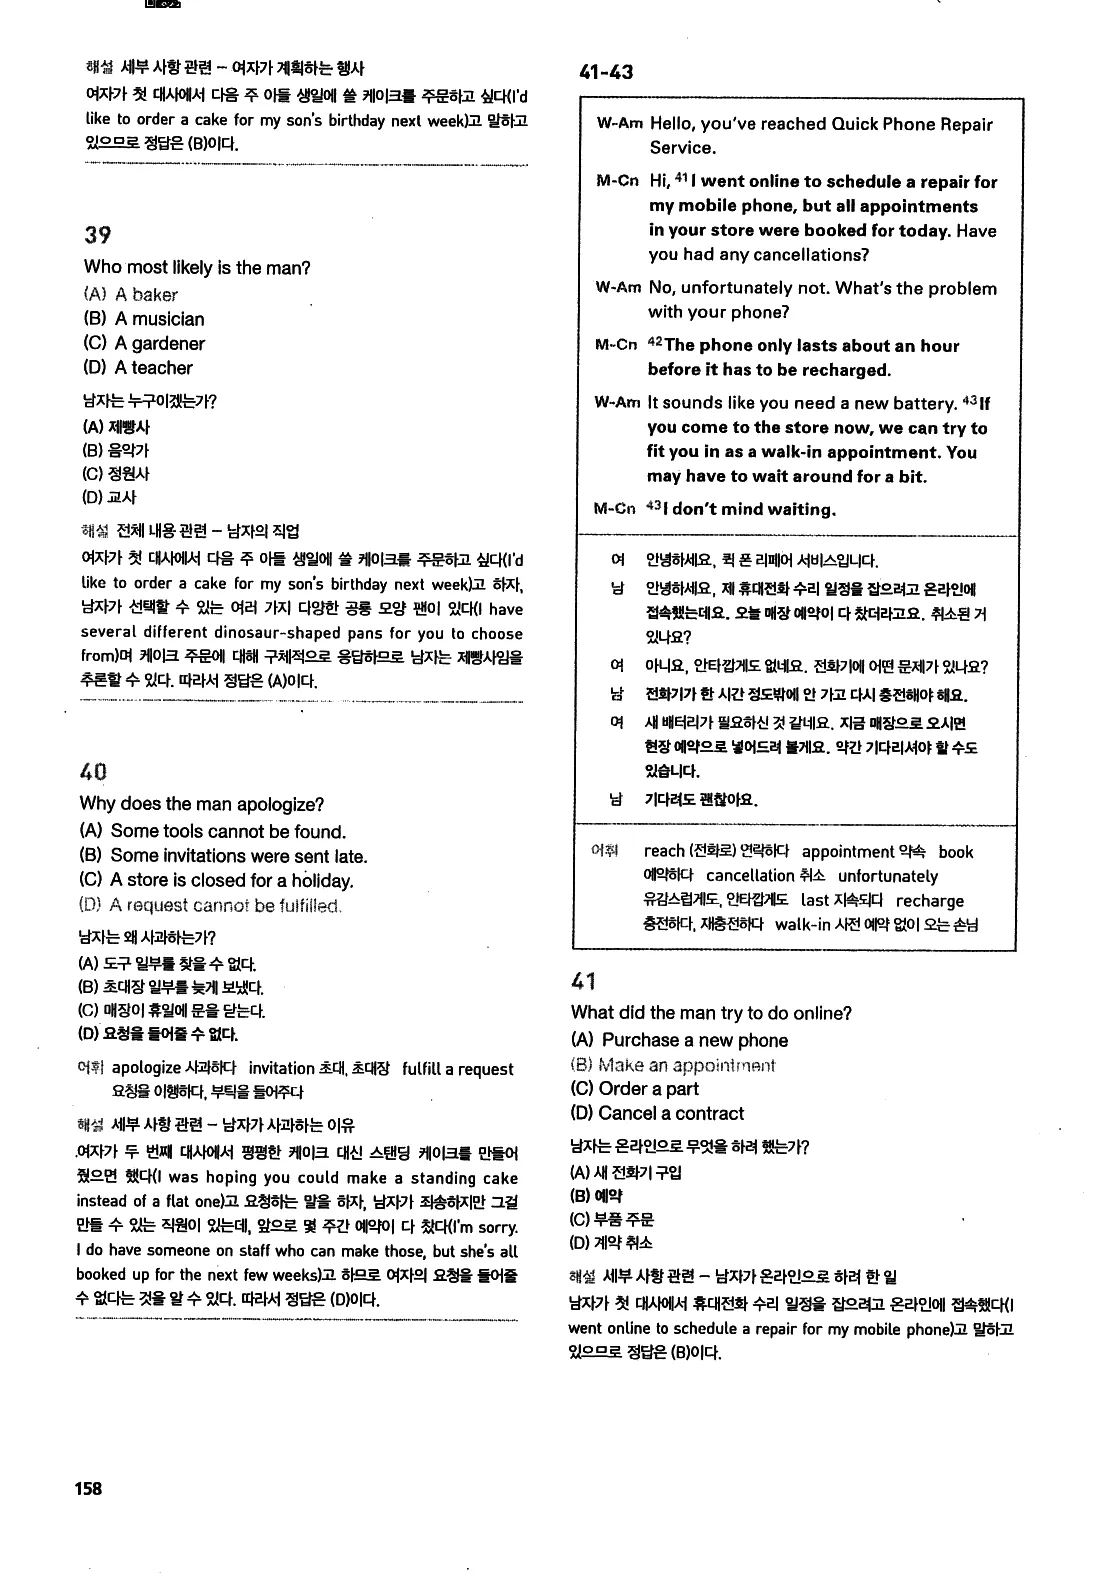 해설 세부 사항 관련 – 여자가 계획하는 행사
여자가 첫 대사에서 다음 주 아들 생일에 쓸 케이크를 주문하고 싶다(I'd
like to order a cake for my son's birthday next week)고 말하고
있으므로 정답은 (B)이다.
39
Who most likely is the man?
(A) A baker
(B) A musician
(C) A gardener
(D) A teacher
남자는 누구이겠는가?
(A) 제빵사
(B) 음악가
(C) 정원사
(D) 교사
해설 전체 내용 관련 – 남자의 직업
여자가 첫 대사에서 다음 주 아들 생일에 쓸 케이크를 주문하고 싶다(I'd
like to order a cake for my son's birthday next week)고 하자,
남자가 선택할 수 있는 여러 가지 다양한 공룡 모양 팬이 있다(I have
several different dinosaur-shaped pans for you to choose
from)며 케이크 주문에 대해 구체적으로 응답하므로 남자는 제빵사임을
추론할 수 있다. 따라서 정답은 (A)이다.
40
Why does the man apologize?
(A) Some tools cannot be found.
(B) Some invitations were sent late.
(C) A store is closed for a holiday.
(D) A request cannot be fulfilled.
남자는 왜 사과하는가?
(A) 도구 일부를 찾을 수 없다.
(B) 초대장 일부를 늦게 보냈다.
(C) 매장이 휴일에 문을 닫는다.
(D) 요청을 들어줄 수 없다.
어휘 apologize 사과하다 invitation 초대, 초대장 fulfill a request
요청을 이행하다, 부탁을 들어주다
해설 세부 사항 관련 – 남자가 사과하는 이유
여자가 두 번째 대사에서 평평한 케이크 대신 스탠딩 케이크를 만들어
줬으면 했다(I was hoping you could make a standing cake
instead of a flat one)고 요청하는 말을 하자, 남자가 죄송하지만 그걸
만들 수 있는 직원이 있는데, 앞으로 몇 주간 예약이 다 찼다(I'm sorry.
I do have someone on staff who can make those, but she's all
booked up for the next few weeks)고 하므로 여자의 요청을 들어줄
수 없다는 것을 알 수 있다. 따라서 정답은 (D)이다.
158
41-43
W-Am Hello, you've reached Quick Phone Repair
Service.
M-Cn Hi, 41 I went online to schedule a repair for
my mobile phone, but all appointments
in your store were booked for today. Have
you had any cancellations?
W-Am No, unfortunately not. What's the problem
with your phone?
M-Cn 42The phone only lasts about an hour
before it has to be recharged.
W-Am It sounds like you need a new battery. 43If
you come to the store now, we can try to
fit you in as a walk-in appointment. You
may have to wait around for a bit.
M-Cn 43I don't mind waiting.
여 안녕하세요, 퀵 폰 리페어 서비스입니다.
남 안녕하세요, 제 휴대전화 수리 일정을 잡으려고 온라인에
접속했는데요. 오늘 매장 예약이 다 찼더라고요. 취소된 거
있나요?
여 아니요, 안타깝게도 없네요. 전화기에 어떤 문제가 있나요?
남 전화기가 한 시간 정도밖에 안 가고 다시 충전해야 해요.
여 새 배터리가 필요하신 것 같네요. 지금 매장으로 오시면
현장 예약으로 넣어드려 볼게요. 약간 기다리셔야 할 수도
있습니다.
남 기다려도 괜찮아요.
어휘 reach (전화로) 연락하다 appointment 약속 book
예약하다 cancellation 취소 unfortunately
유감스럽게도, 안타깝게도 last 지속되다 recharge
충전하다, 재충전하다 walk-in 사전 예약 없이 오는 손님
41
What did the man try to do online?
(A) Purchase a new phone
(B) Make an appointment
(C) Order a part
(D) Cancel a contract
남자는 온라인으로 무엇을 하려 했는가?
(A) 새 전화기 구입
(B) 예약
(C) 부품 주문
(D) 계약 취소
해설 세부 사항 관련 – 남자가 온라인으로 하려 한 일
남자가 첫 대사에서 휴대전화 수리 일정을 잡으려고 온라인에 접속했다(I
went online to schedule a repair for my mobile phone)고 말하고
있으므로 정답은 (B)이다.